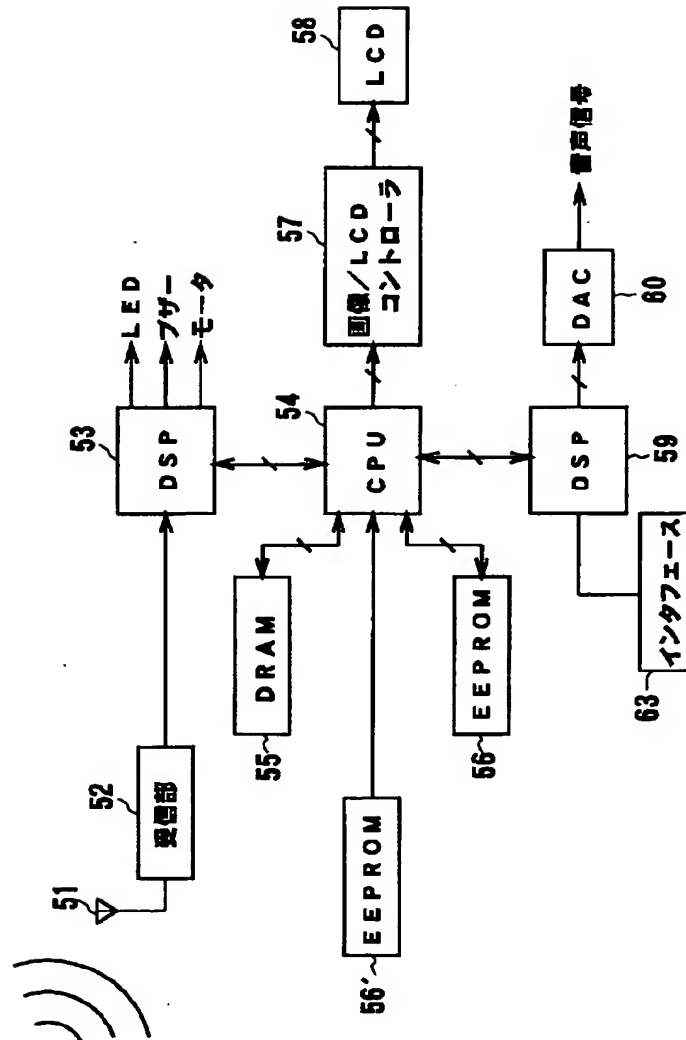 51
52
受信部
53
DSP
LED
ブザー
モータ
55
DRAM
54
CPU
57
画像/LCD
コントローラ
58
LCD
56'
EEPROM
56
EEPROM
59
DSP
60
DAC
音声信号
63
インタフェース